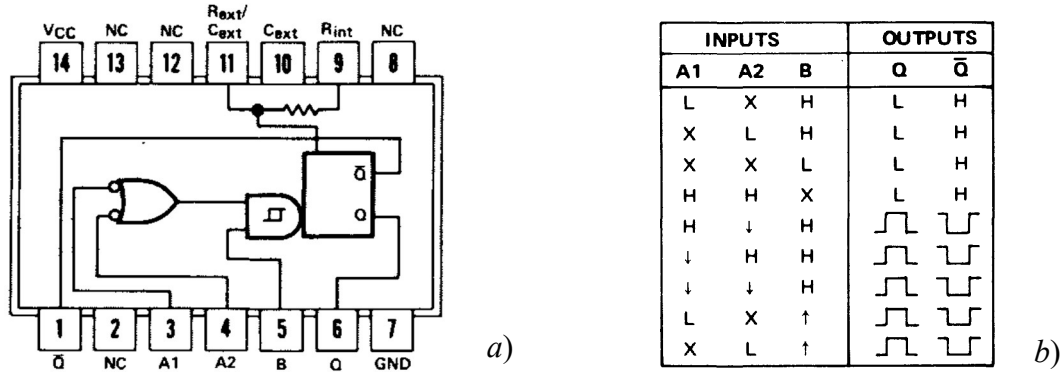 VCC NC NC Rext/ Cext Cext Rint NC
14 13 12 11 10 9 8
Q̅
Q
1 2 3 4 5 6 7
Q̅ NC A1 A2 B Q GND
a)
INPUTS OUTPUTS
A1 A2 B Q Q̅
L X H L H
X L H L H
X X L L H
H H X L H
H ↓ H
↓ H H
↓ ↓ H
L X ↑
X L ↑
b)